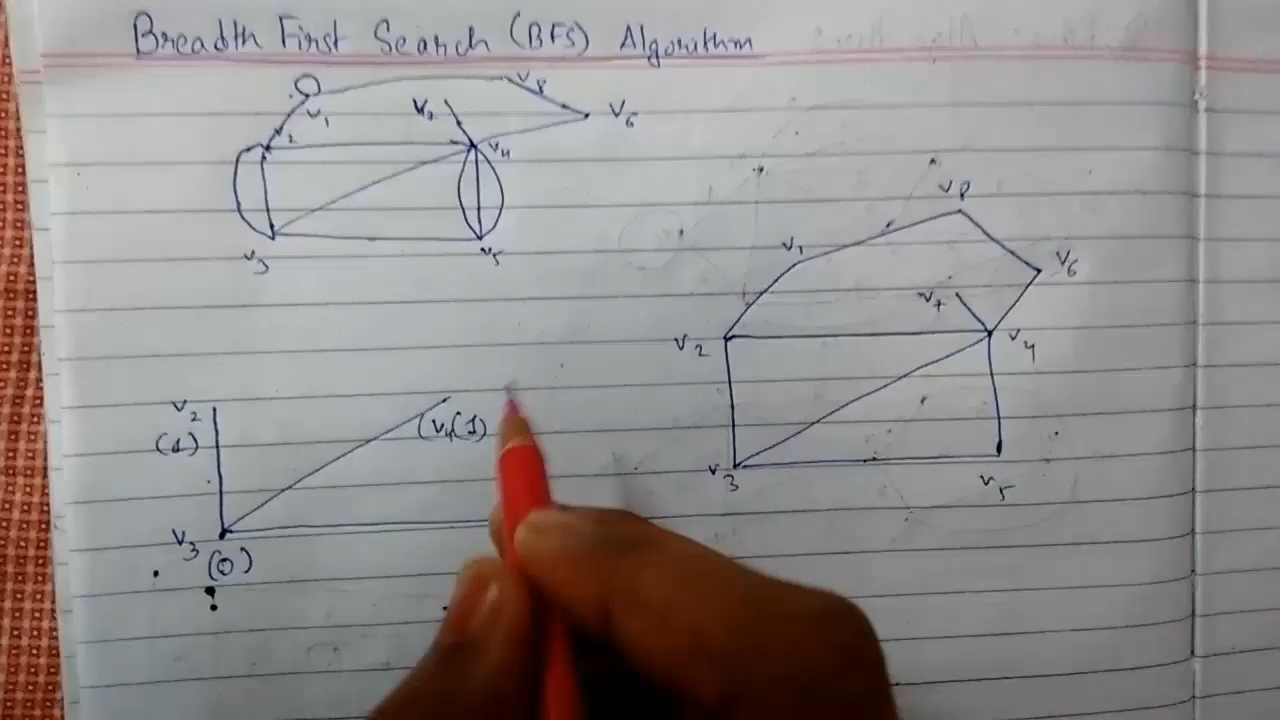 Breadth First Search (BFS) Algorithm
V8
V1
V7
V6
V2
V4
V3
V5
V8
V1
V6
V7
V2
V4
V3
V5
V2
(1)
(V4(1)
V3
(0)